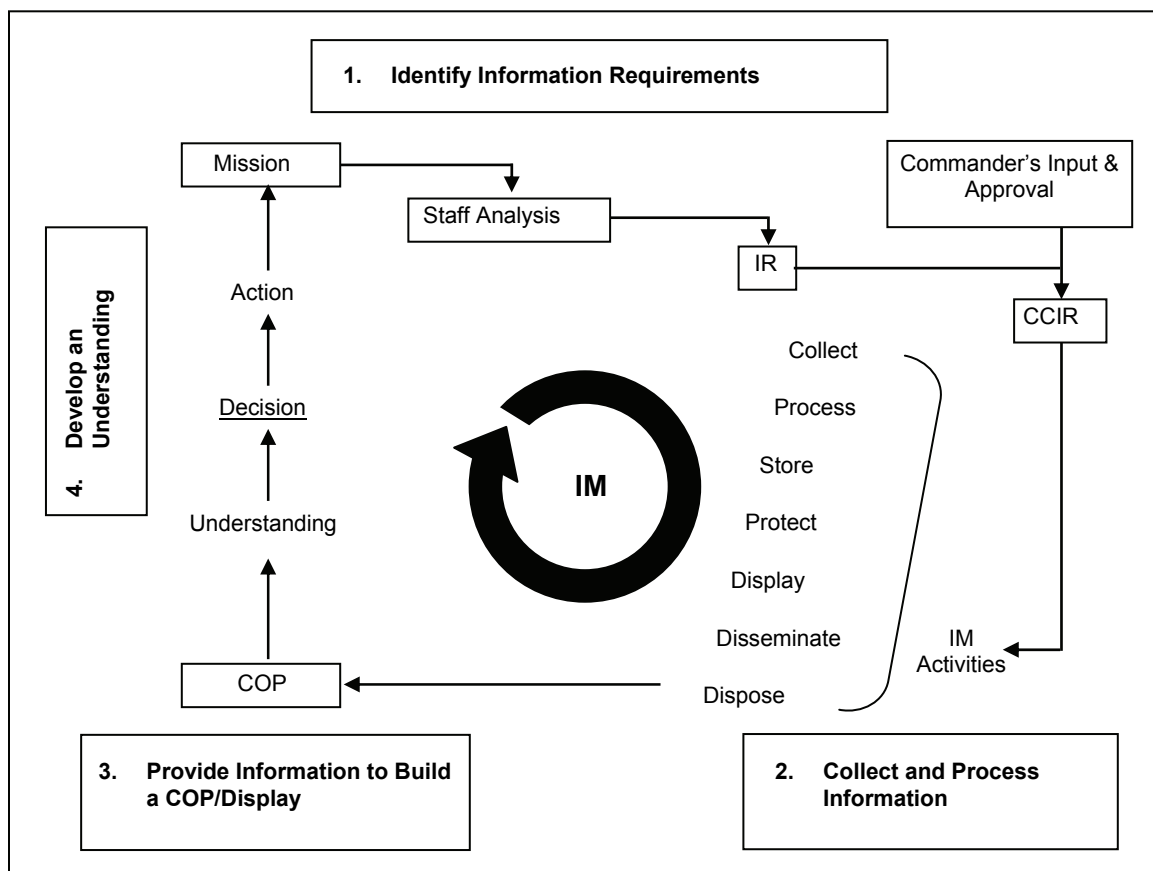 1. Identify Information Requirements
Mission
Commander’s Input &
Approval
Staff Analysis
IR
CCIR
Action
Collect
4. Develop an
Understanding
Decision
Process
Store
IM
Understanding
Protect
Display
Disseminate
IM
Activities
COP
Dispose
3. Provide Information to Build
a COP/Display
2. Collect and Process
Information